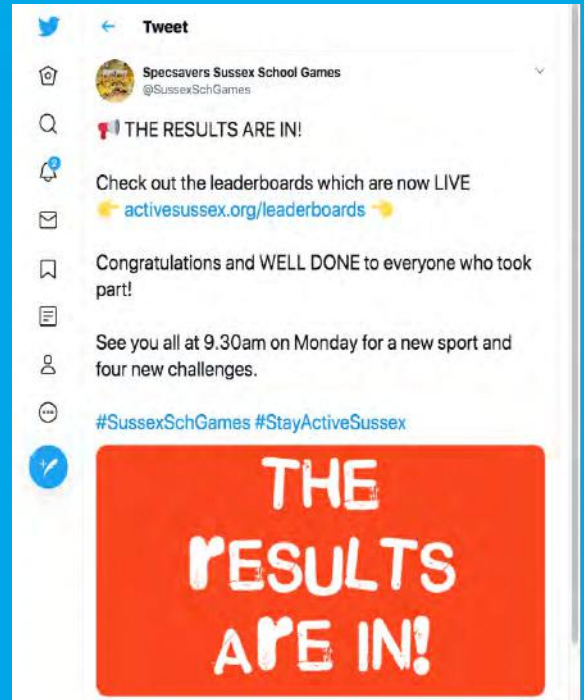 Tweet
Specsavers Sussex School Games
@SussexSchGames
THE RESULTS ARE IN!
Check out the leaderboards which are now LIVE
activesussex.org/leaderboards
Congratulations and WELL DONE to everyone who took
part!
See you all at 9.30am on Monday for a new sport and
four new challenges.
#SussexSchGames #StayActiveSussex
THE
rESULTS
ArE IN!